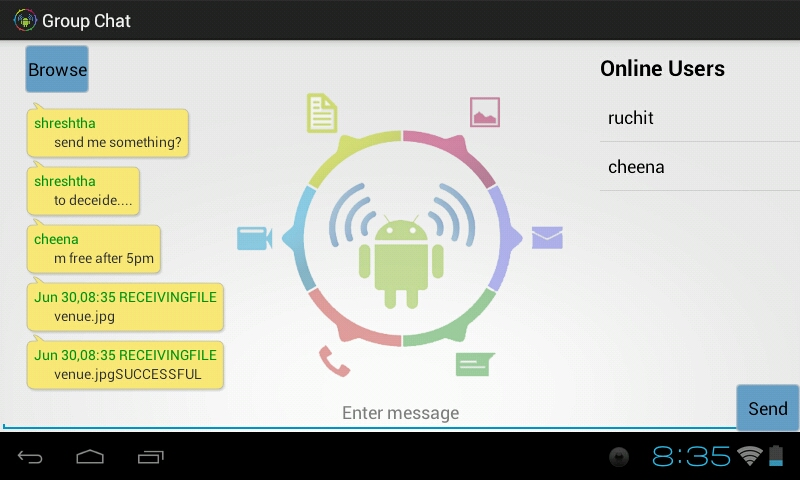 Group Chat
Browse
shreshtha
send me something?
shreshtha
to deceide....
cheena
m free after 5pm
Jun 30,08:35 RECEIVINGFILE
venue.jpg
Jun 30,08:35 RECEIVINGFILE
venue.jpgSUCCESSFUL
Online Users
ruchit
cheena
Enter message
Send
8:35